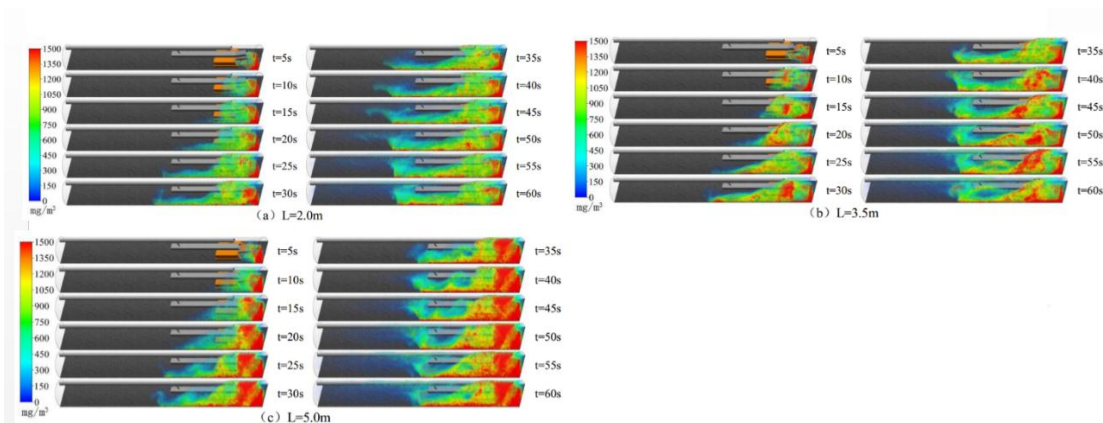 1500
1350
1200
1050
900
750
600
450
300
150
0
mg/m³
t=5s
t=10s
t=15s
t=20s
t=25s
t=30s
t=35s
t=40s
t=45s
t=50s
t=55s
t=60s
(a) L=2.0m
1500
1350
1200
1050
900
750
600
450
300
150
0
mg/m³
t=5s
t=10s
t=15s
t=20s
t=25s
t=30s
t=35s
t=40s
t=45s
t=50s
t=55s
t=60s
(b) L=3.5m
1500
1350
1200
1050
900
750
600
450
300
150
0
mg/m³
t=5s
t=10s
t=15s
t=20s
t=25s
t=30s
t=35s
t=40s
t=45s
t=50s
t=55s
t=60s
(c) L=5.0m